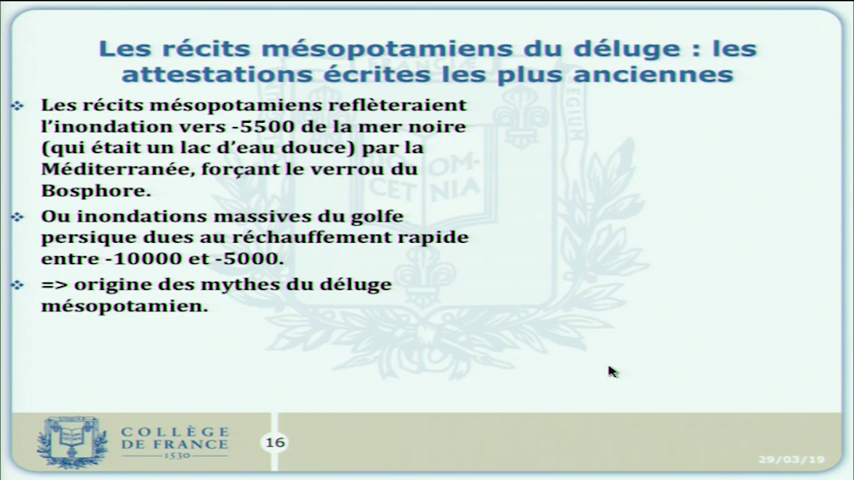 Les récits mésopotamiens du déluge : les
attestations écrites les plus anciennes
Les récits mésopotamiens reflèteraient
l'inondation vers -5500 de la mer noire
(qui était un lac d'eau douce) par la
Méditerranée, forçant le verrou du
Bosphore.
Ou inondations massives du golfe
persique dues au réchauffement rapide
entre -10000 et -5000.
=> origine des mythes du déluge
mésopotamien.
COLLÈGE
DE FRANCE
1530
16
29/03/19